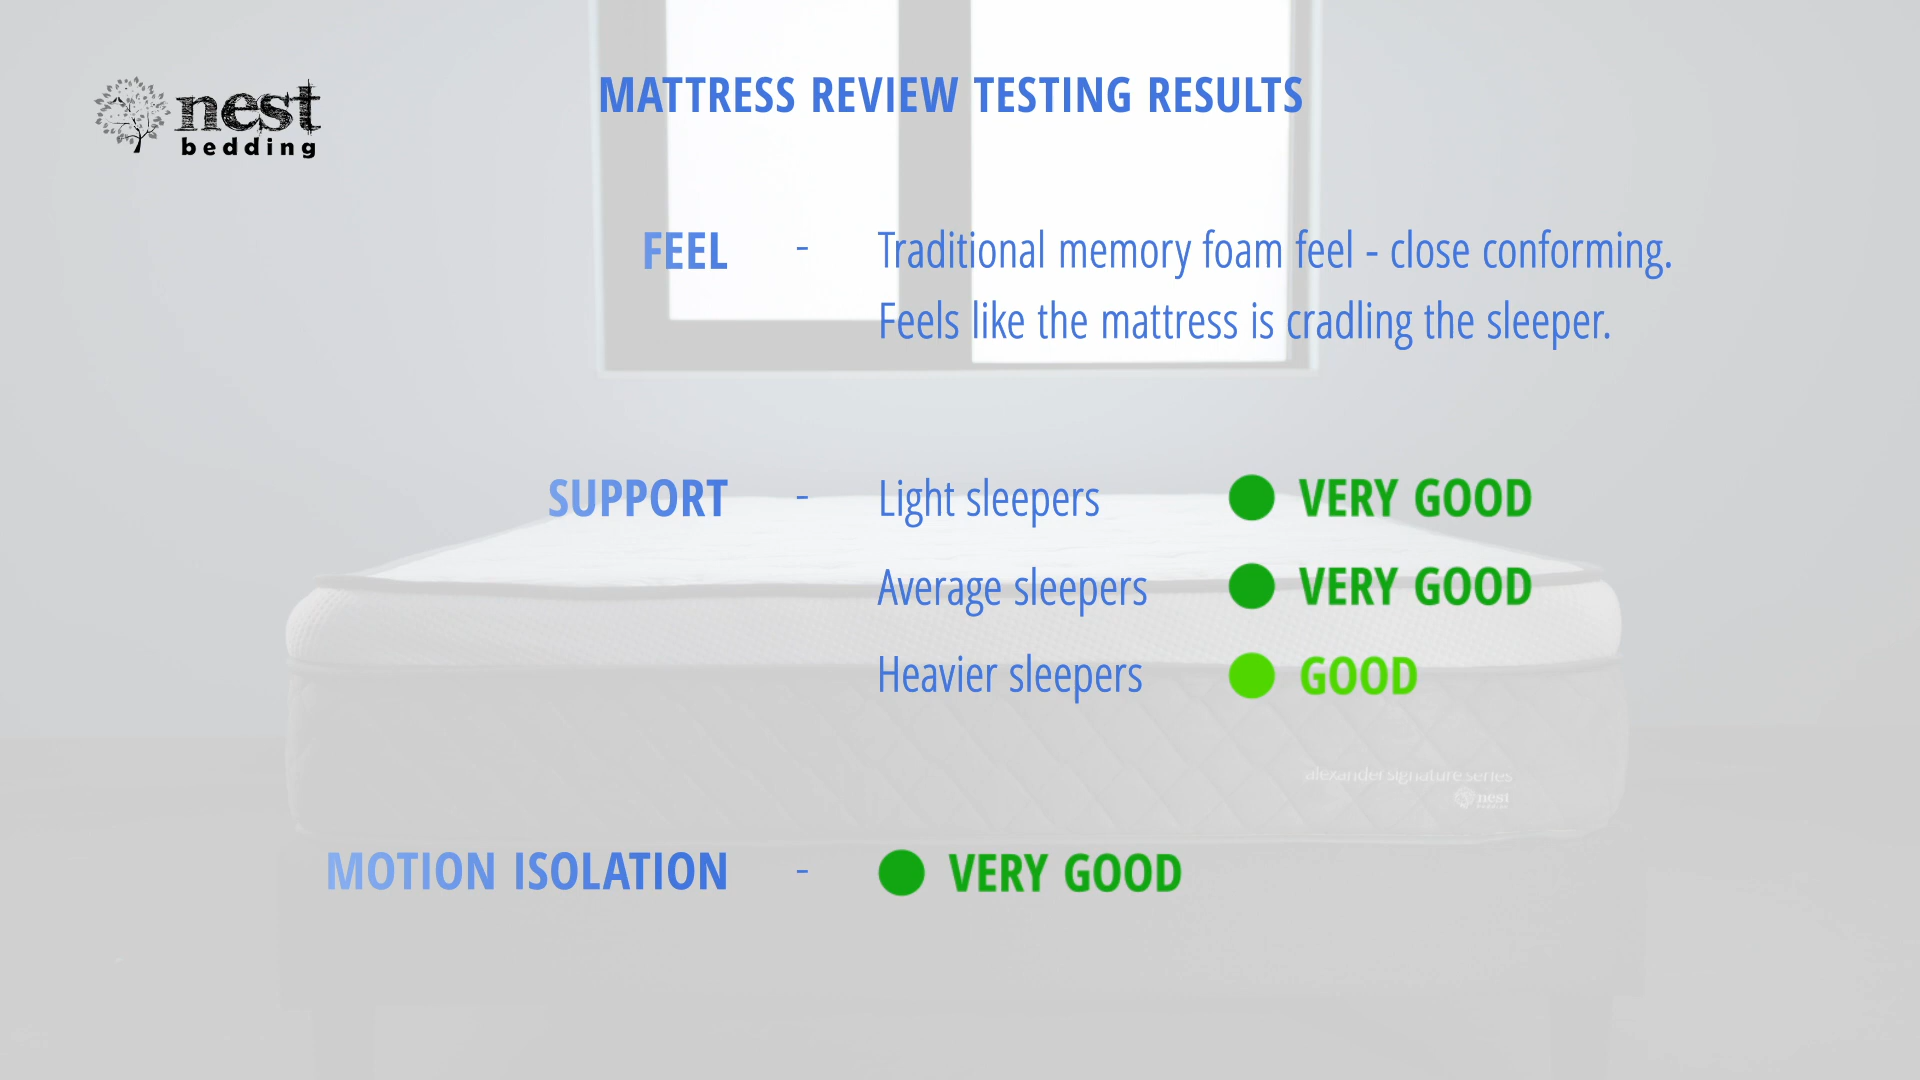 nest
bedding
MATTRESS REVIEW TESTING RESULTS
FEEL - Traditional memory foam feel - close conforming.
Feels like the mattress is cradling the sleeper.
SUPPORT - Light sleepers VERY GOOD
Average sleepers VERY GOOD
Heavier sleepers GOOD
alexander signature series
nest
MOTION ISOLATION - VERY GOOD